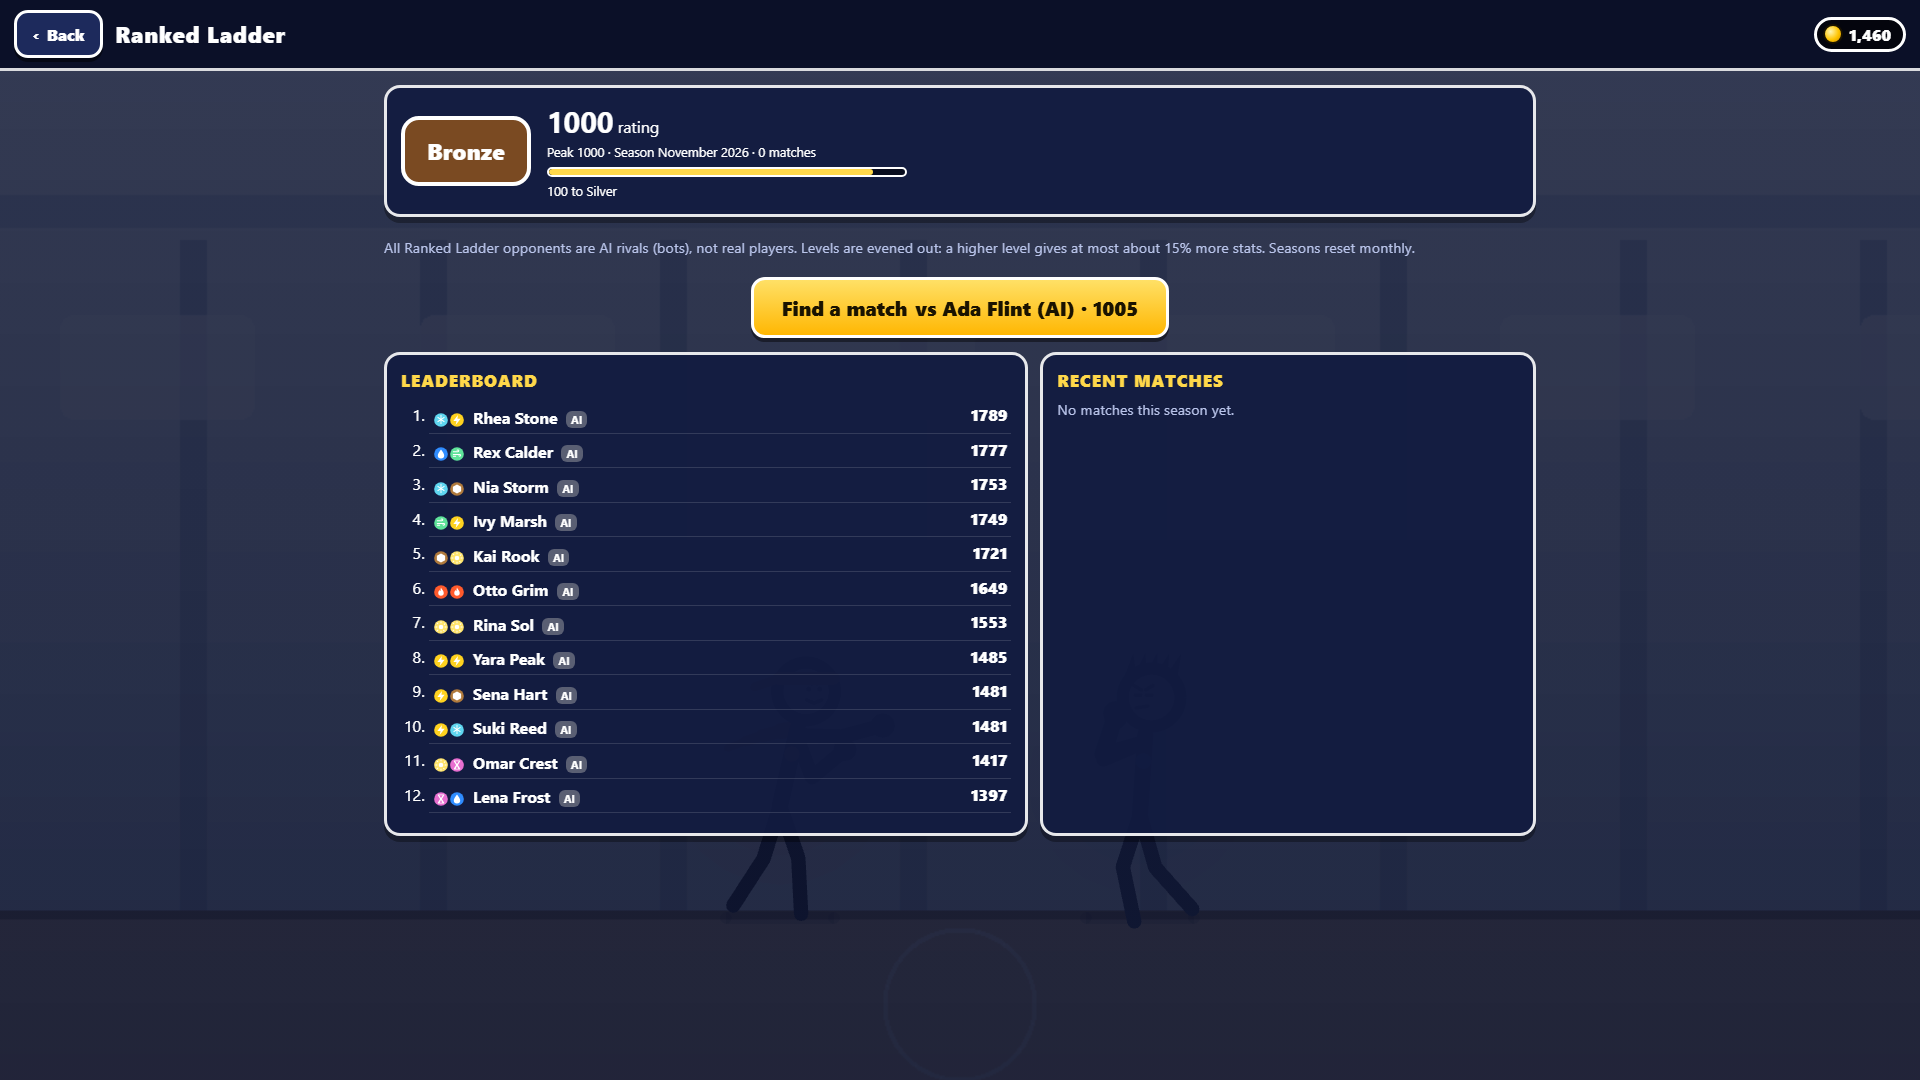 ‹ Back
Ranked Ladder
1,460
Bronze
1000 rating
Peak 1000 · Season November 2026 · 0 matches
100 to Silver
All Ranked Ladder opponents are AI rivals (bots), not real players. Levels are evened out: a higher level gives at most about 15% more stats. Seasons reset monthly.
Find a match vs Ada Flint (AI) · 1005
LEADERBOARD
1. Rhea Stone AI 1789
2. Rex Calder AI 1777
3. Nia Storm AI 1753
4. Ivy Marsh AI 1749
5. Kai Rook AI 1721
6. Otto Grim AI 1649
7. Rina Sol AI 1553
8. Yara Peak AI 1485
9. Sena Hart AI 1481
10. Suki Reed AI 1481
11. Omar Crest AI 1417
12. Lena Frost AI 1397
RECENT MATCHES
No matches this season yet.